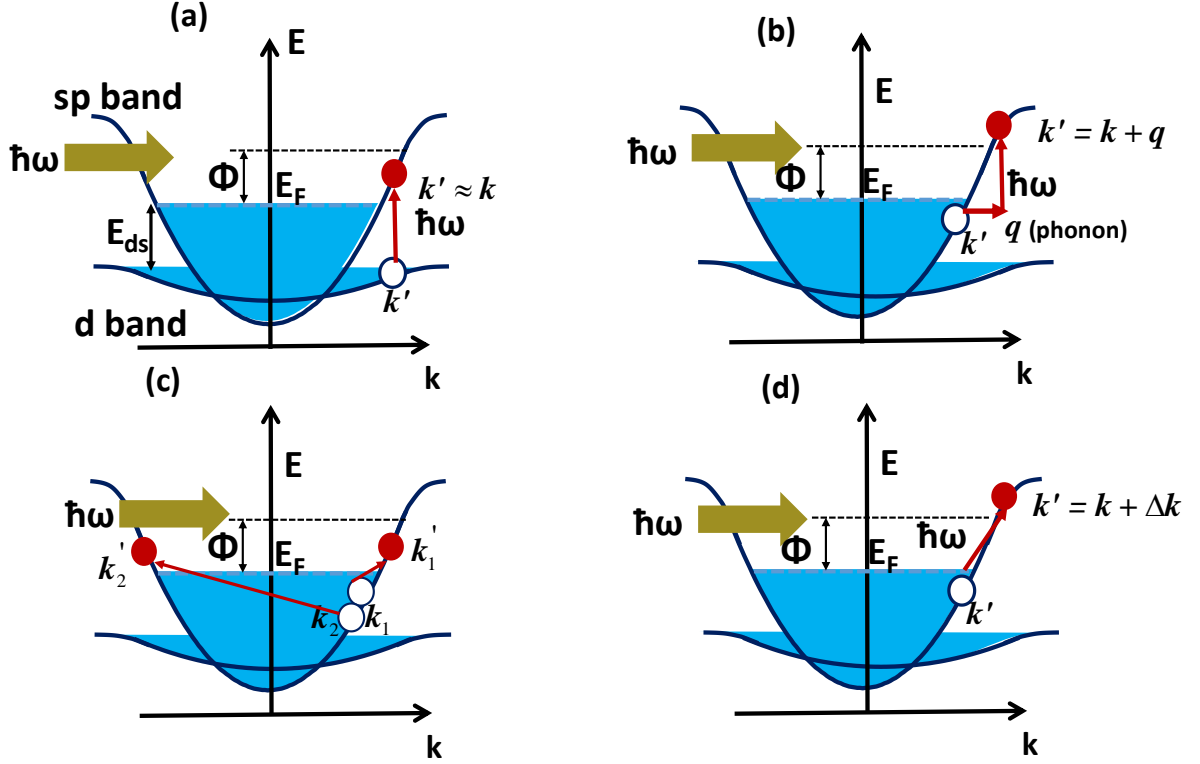 (a)
E
sp band
ħω
Φ
E_F
k' ≈ k
ħω
E_ds
k'
d band
k
(b)
E
k' = k + q
ħω
Φ
E_F
ħω
k'
q (phonon)
k
(c)
E
ħω
Φ
E_F
k_2'
k_1'
k_2
k_1
k
(d)
E
ħω
Φ
E_F
ħω
k' = k + Δk
k'
k